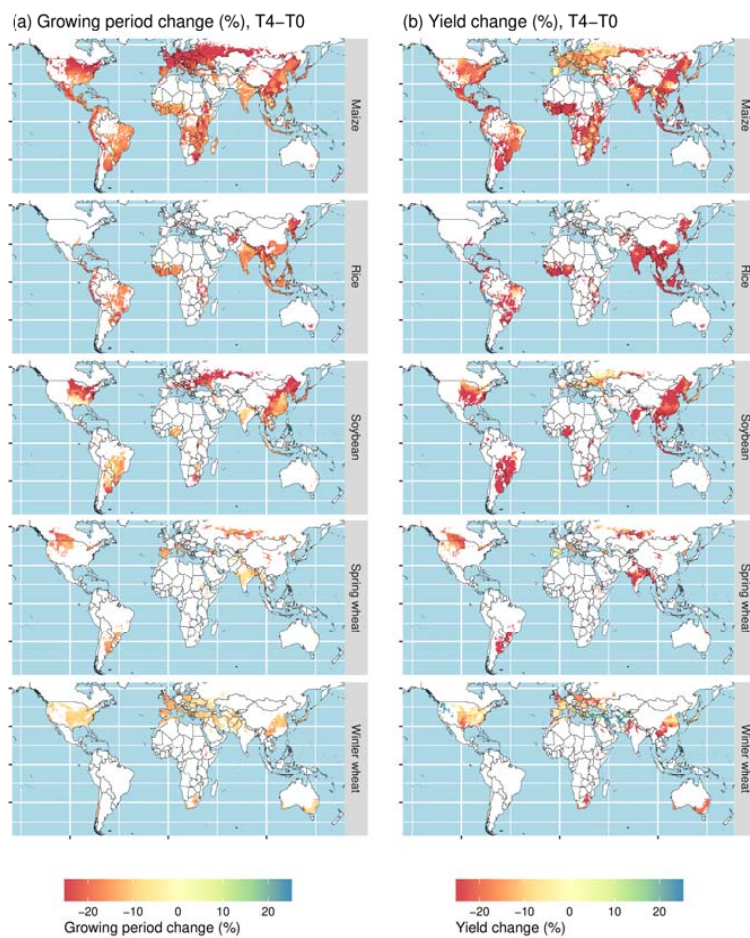 (a) Growing period change (%), T4−T0
(b) Yield change (%), T4−T0
Maize
Maize
Rice
Rice
Soybean
Soybean
Spring wheat
Spring wheat
Winter wheat
Winter wheat
−20 −10 0 10 20
Growing period change (%)
−20 −10 0 10 20
Yield change (%)